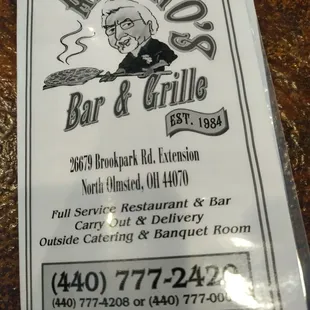 Bar & Grille
EST. 1984
26679 Brookpark Rd. Extension
North Olmsted, OH 44070
Full Service Restaurant & Bar
Carry Out & Delivery
Outside Catering & Banquet Room
(440) 777-242
(440) 777-4208 or (440) 777-00